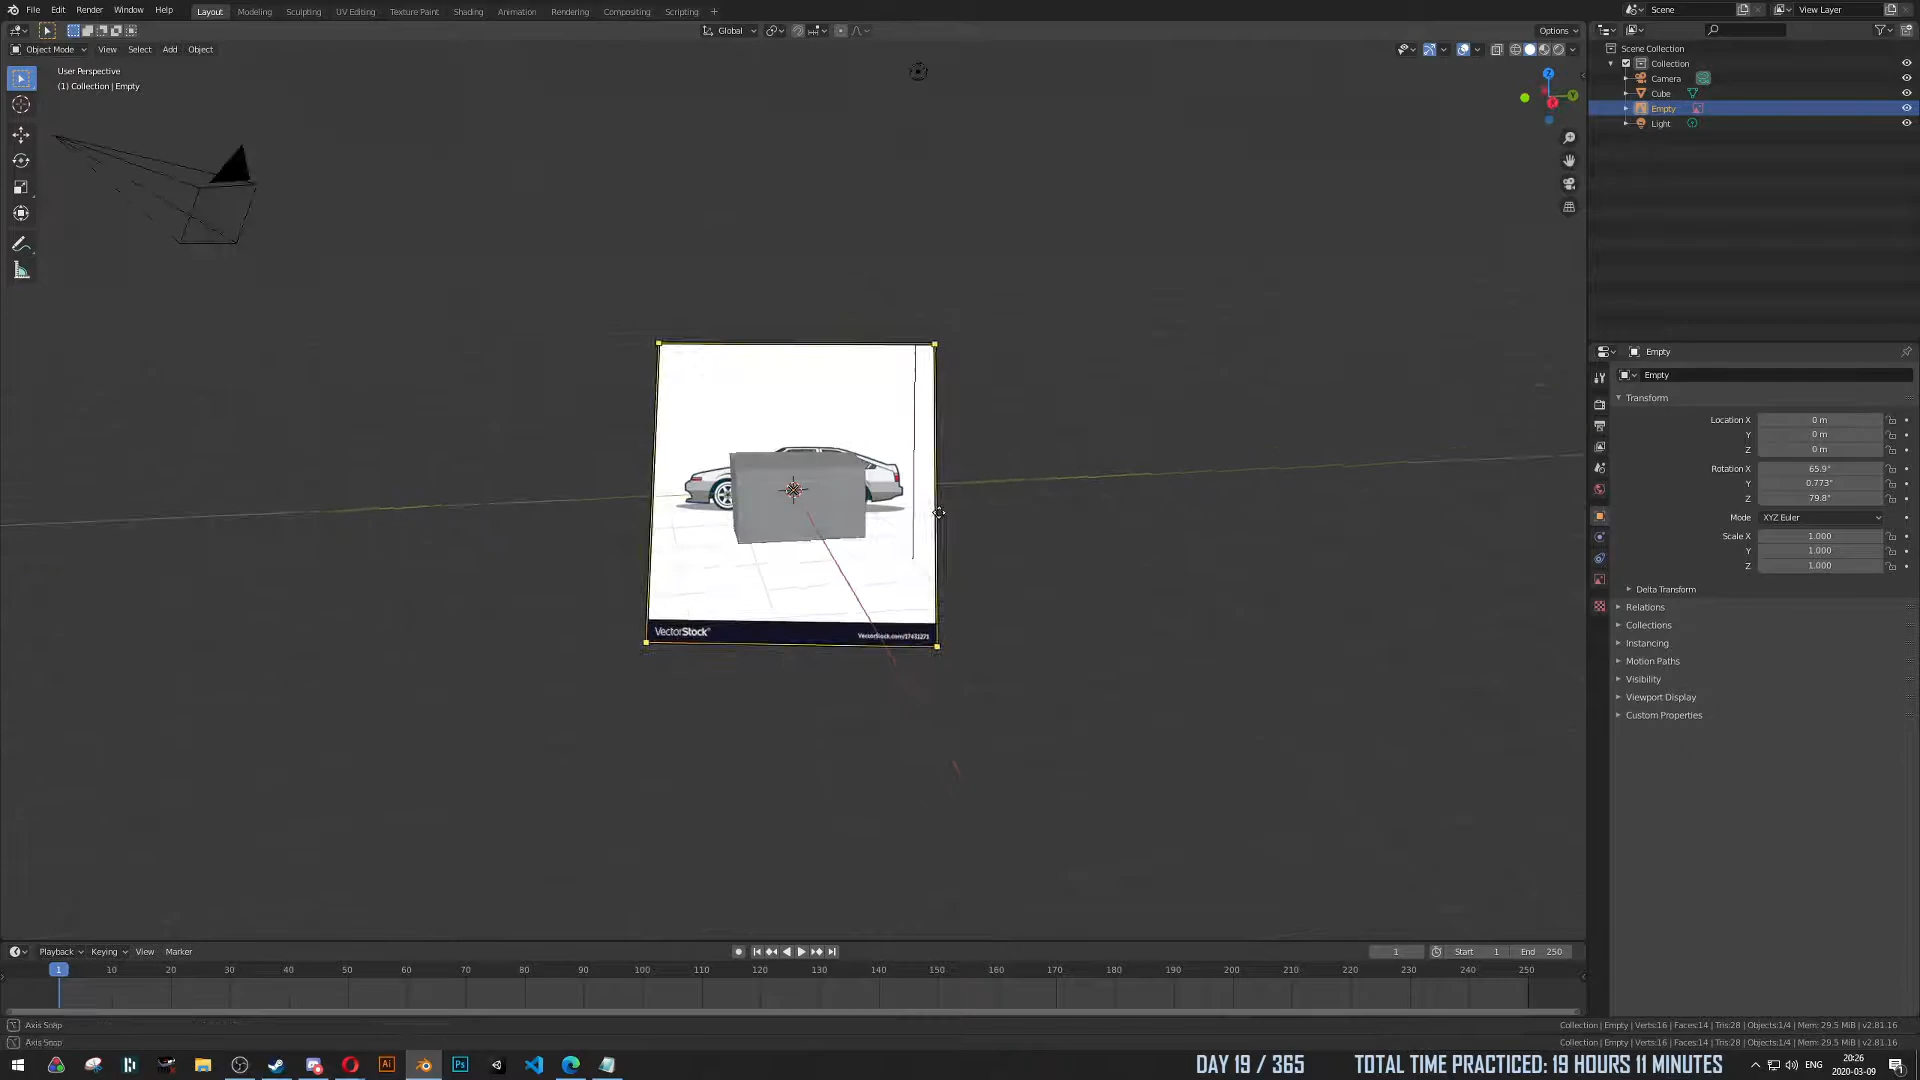 File Edit Render Window Help Layout Modeling Sculpting UV Editing Texture Paint Shading Animation Rendering Compositing Scripting + Scene View Layer
Global Options
Object Mode View Select Add Object
User Perspective
(1) Collection | Empty
Z
Y
X
Scene Collection
Collection
Camera
Cube
Empty
Light
Empty
Empty
Transform
Location X 0 m
Y 0 m
Z 0 m
Rotation X 65.9°
Y 0.773°
Z 79.8°
Mode XYZ Euler
Scale X 1.000
Y 1.000
Z 1.000
Delta Transform
Relations
Collections
Instancing
Motion Paths
Visibility
Viewport Display
Custom Properties
VectorStock® VectorStock.com/17431271
Playback Keying View Marker 1 Start 1 End 250
1 10 20 30 40 50 60 70 80 90 100 110 120 130 140 150 160 170 180 190 200 210 220 230 240 250
Axis Snap Collection | Empty | Verts:16 | Faces:14 | Tris:28 | Objects:1/4 | Mem: 29.5 MiB | v2.81.16
Axis Snap Collection | Empty | Verts:16 | Faces:14 | Tris:28 | Objects:1/4 | Mem: 29.5 MiB | v2.81.16
Ai Ps DAY 19 / 365 TOTAL TIME PRACTICED: 19 HOURS 11 MINUTES ENG 20:26
2020-03-09